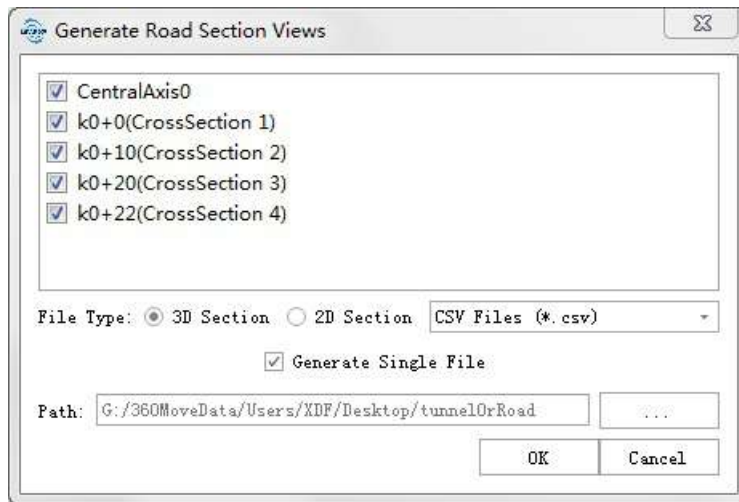 Generate Road Section Views
CentralAxis0
k0+0(CrossSection 1)
k0+10(CrossSection 2)
k0+20(CrossSection 3)
k0+22(CrossSection 4)
File Type: 3D Section 2D Section CSV Files (*.csv)
Generate Single File
Path: G:/360MoveData/Users/XDF/Desktop/tunnelOrRoad ...
OK Cancel